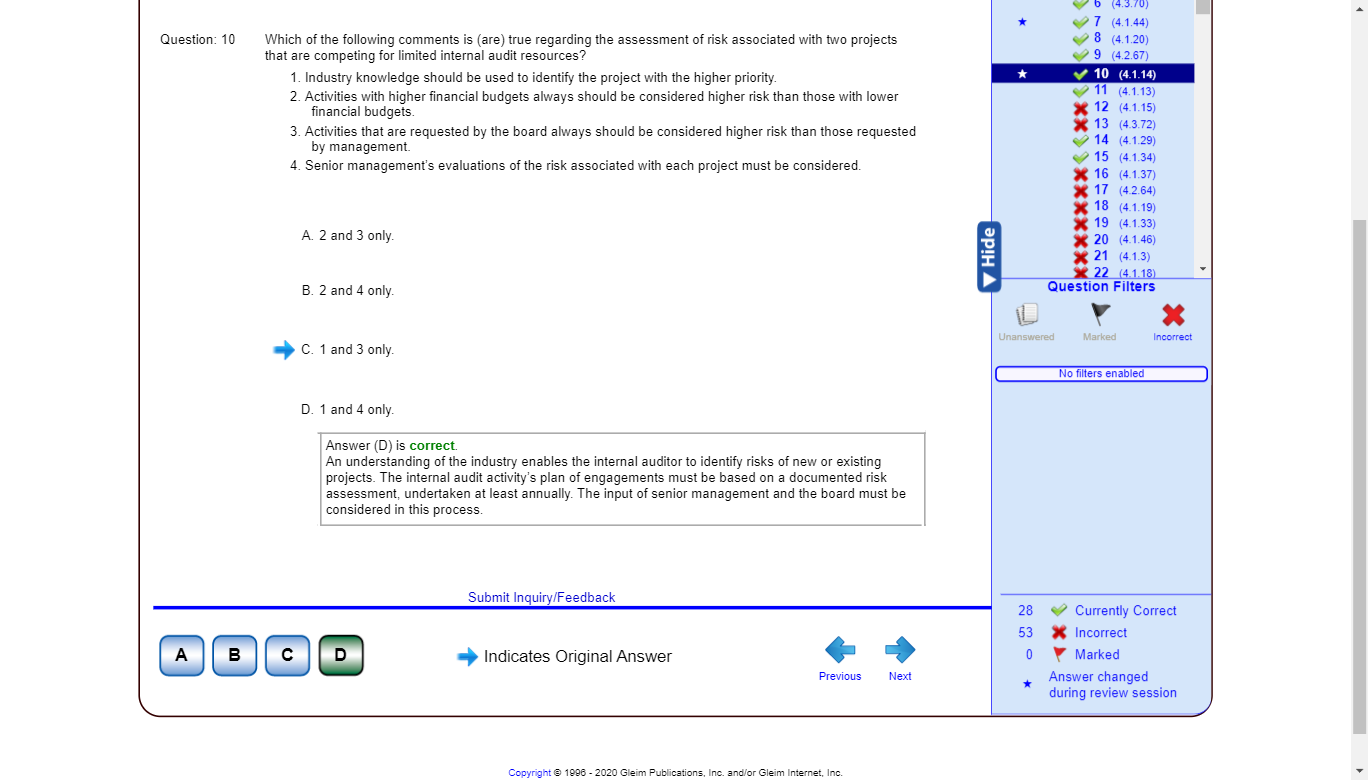 Question: 10
Which of the following comments is (are) true regarding the assessment of risk associated with two projects
that are competing for limited internal audit resources?
1. Industry knowledge should be used to identify the project with the higher priority.
2. Activities with higher financial budgets always should be considered higher risk than those with lower
financial budgets.
3. Activities that are requested by the board always should be considered higher risk than those requested
by management.
4. Senior management's evaluations of the risk associated with each project must be considered.
A. 2 and 3 only.
B. 2 and 4 only.
C. 1 and 3 only.
D. 1 and 4 only.
Answer (D) is correct.
An understanding of the industry enables the internal auditor to identify risks of new or existing
projects. The internal audit activity's plan of engagements must be based on a documented risk
assessment, undertaken at least annually. The input of senior management and the board must be
considered in this process.
Submit Inquiry/Feedback
A
B
C
D
Indicates Original Answer
Previous
Next
6 (4.3.70)
7 (4.1.44)
8 (4.1.20)
9 (4.2.67)
10 (4.1.14)
11 (4.1.13)
12 (4.1.15)
13 (4.3.72)
14 (4.1.29)
15 (4.1.34)
16 (4.1.37)
17 (4.2.64)
18 (4.1.19)
19 (4.1.33)
20 (4.1.46)
21 (4.1.3)
22 (4.1.18)
Hide
Question Filters
Unanswered
Marked
Incorrect
No filters enabled
28 Currently Correct
53 Incorrect
0 Marked
Answer changed
during review session
Copyright © 1996 - 2020 Gleim Publications, Inc. and/or Gleim Internet, Inc.